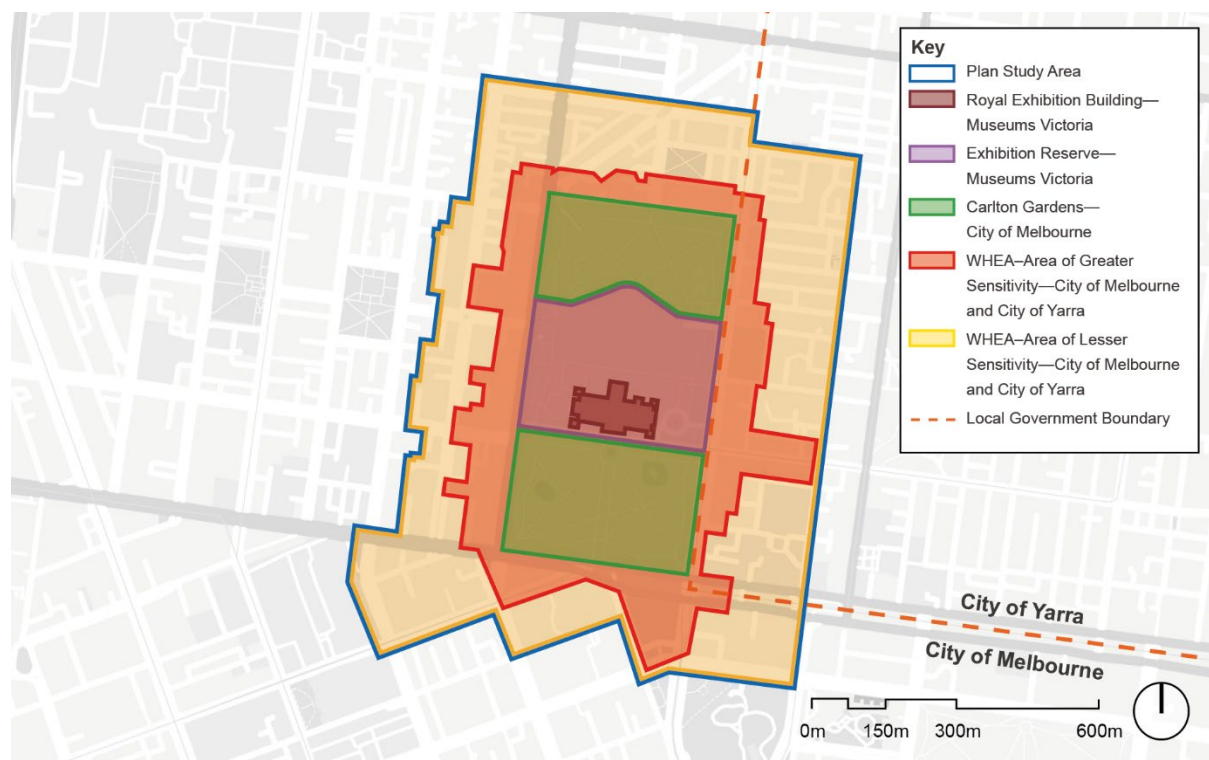 Key
Plan Study Area
Royal Exhibition Building—
Museums Victoria
Exhibition Reserve—
Museums Victoria
Carlton Gardens—
City of Melbourne
WHEA–Area of Greater
Sensitivity—City of Melbourne
and City of Yarra
WHEA–Area of Lesser
Sensitivity—City of Melbourne
and City of Yarra
Local Government Boundary
City of Yarra
City of Melbourne
0m 150m 300m 600m